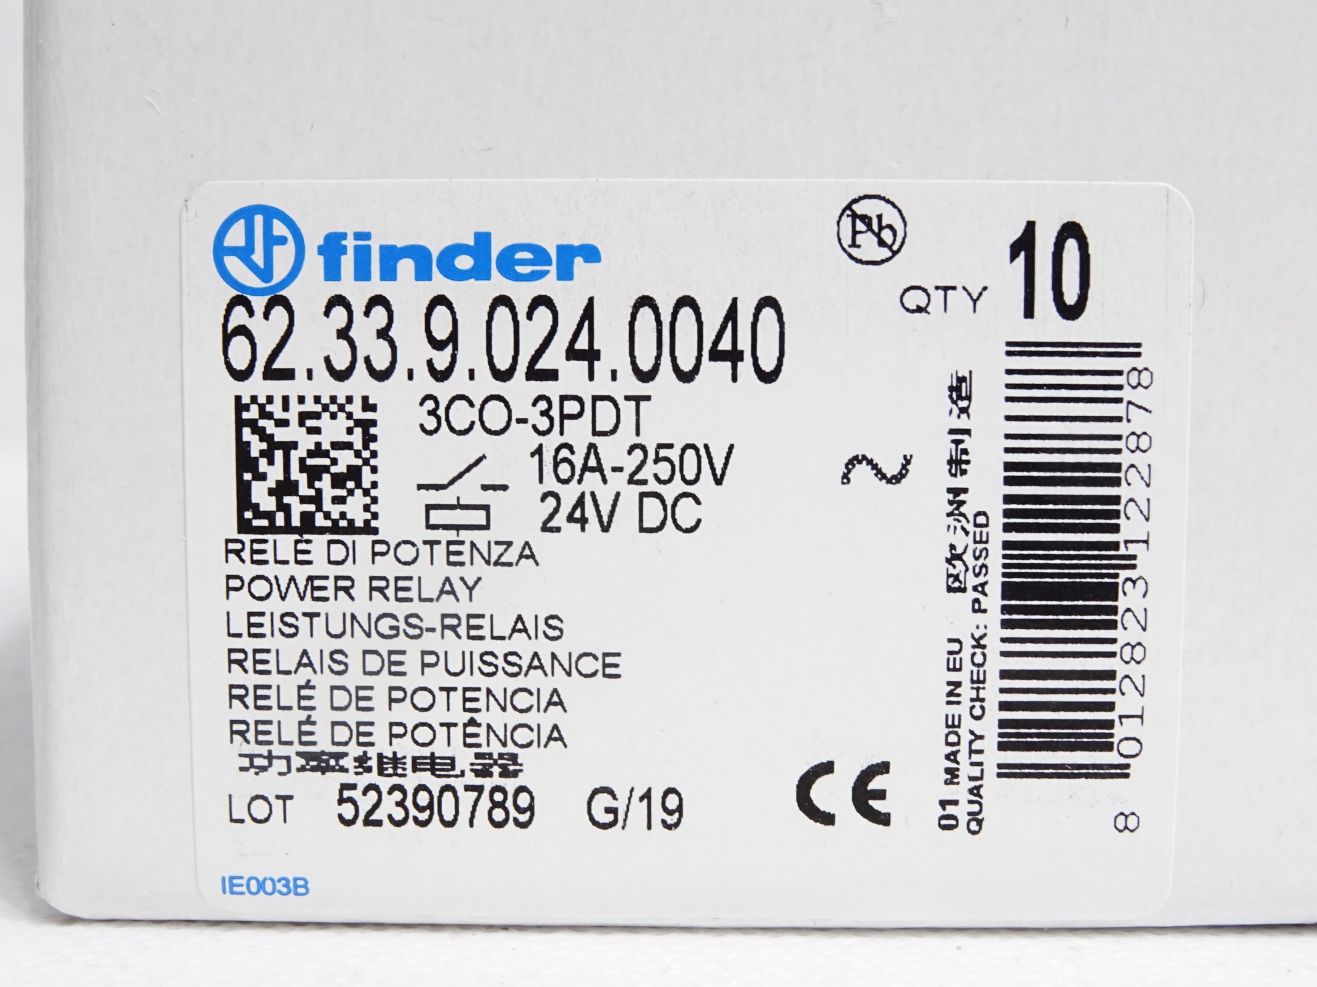 finder
Pb
QTY 10
62.33.9.024.0040
3CO-3PDT
16A-250V
24V DC
RELÈ DI POTENZA
POWER RELAY
LEISTUNGS-RELAIS
RELAIS DE PUISSANCE
RELÉ DE POTENCIA
RELÉ DE POTÊNCIA
功率继电器
LOT 52390789 G/19
CE
IE003B
01 MADE IN EU 欧洲制造
QUALITY CHECK: PASSED
8 012823 122878